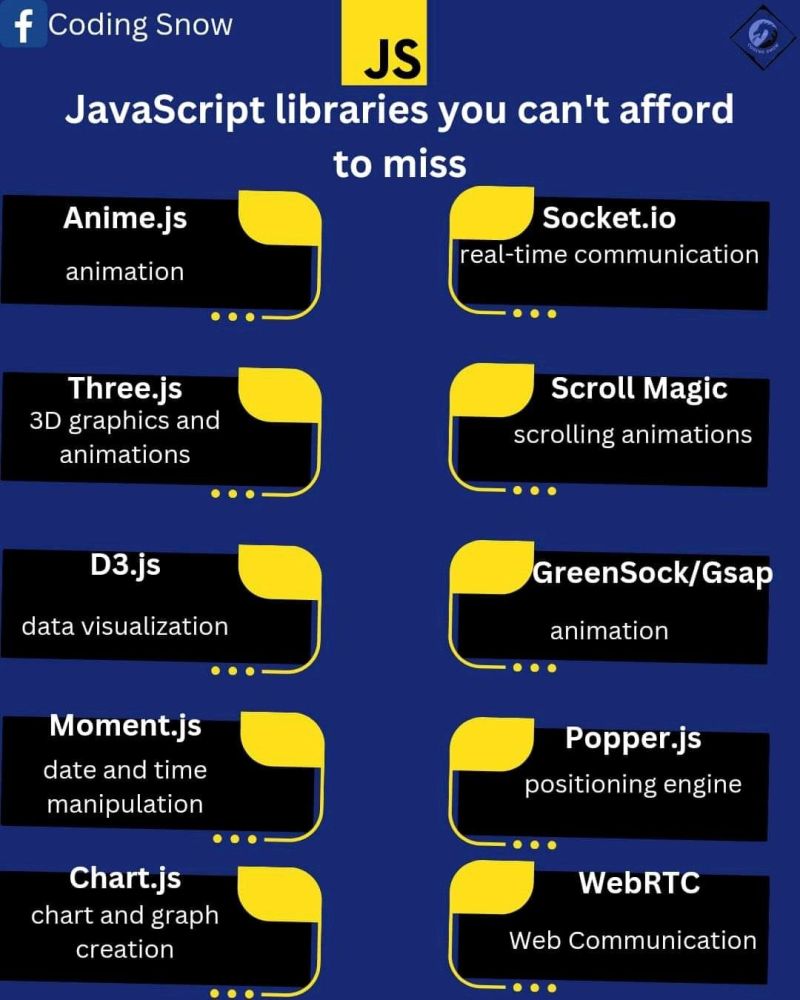 Coding Snow
JS
JavaScript libraries you can't afford
to miss
Anime.js
animation
Socket.io
real-time communication
Three.js
3D graphics and
animations
Scroll Magic
scrolling animations
D3.js
data visualization
GreenSock/Gsap
animation
Moment.js
date and time
manipulation
Popper.js
positioning engine
Chart.js
chart and graph
creation
WebRTC
Web Communication